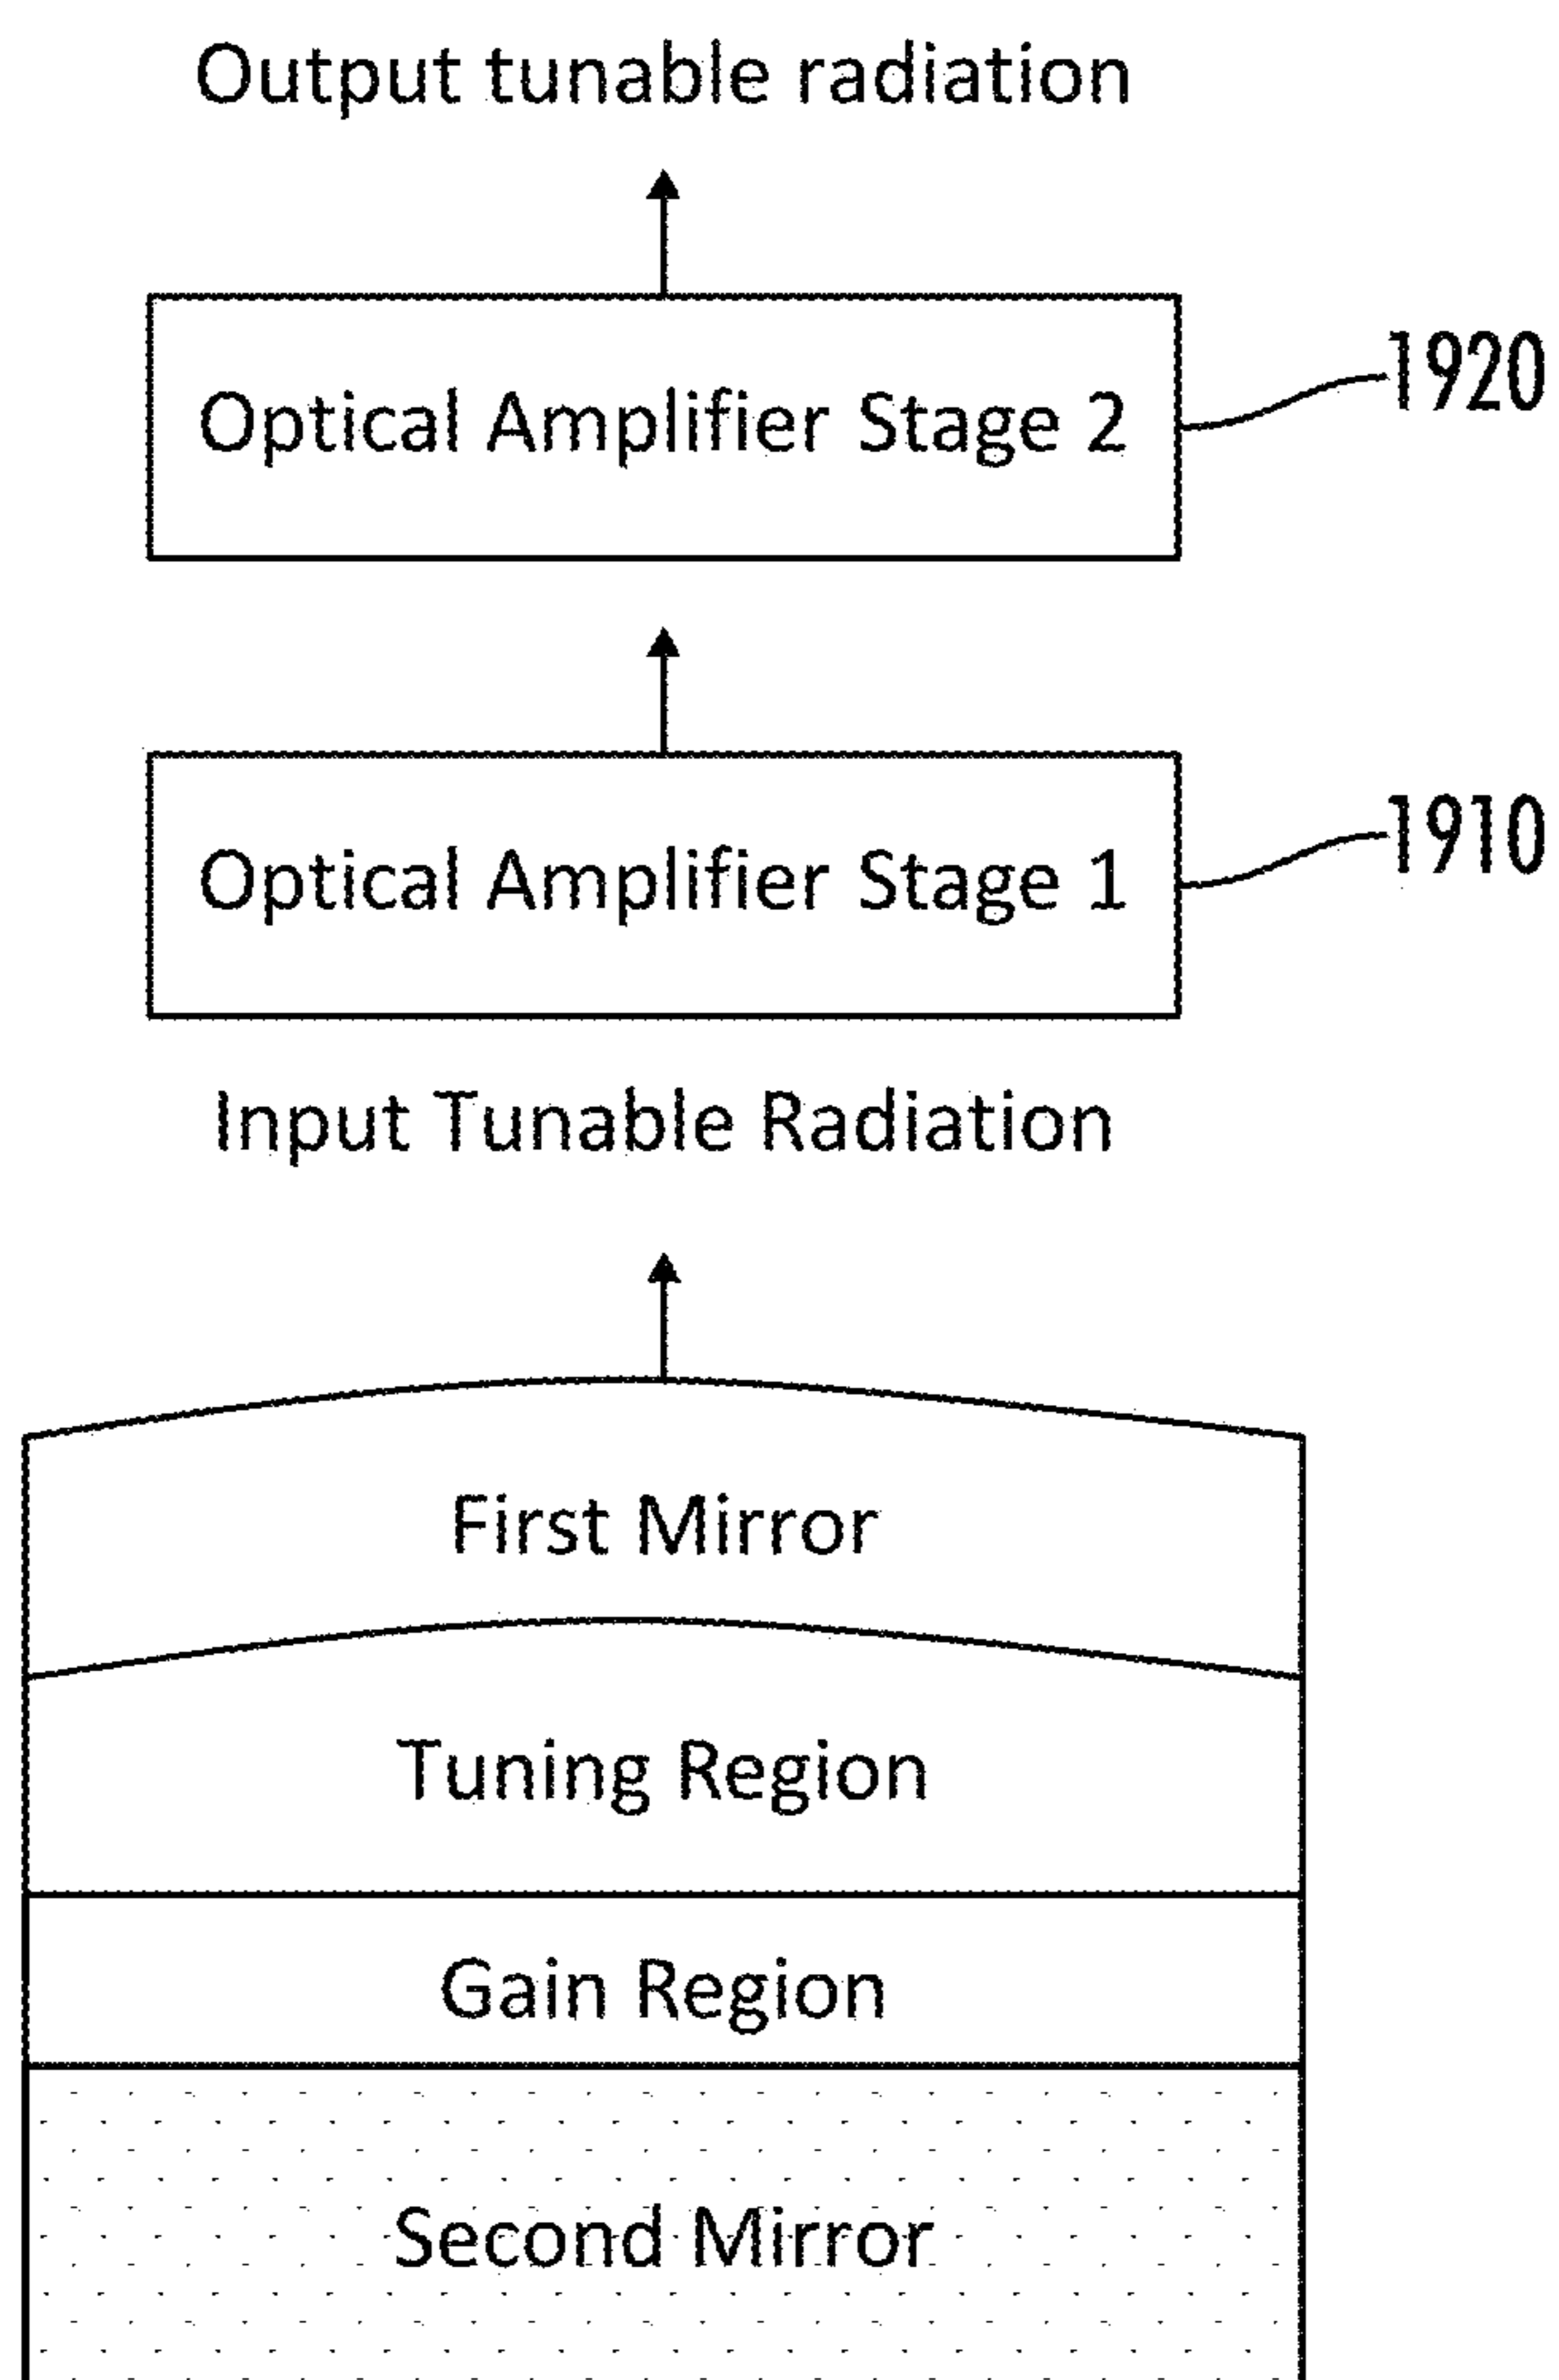 Output tunable radiation
Optical Amplifier Stage 2
1920
Optical Amplifier Stage 1
1910
Input Tunable Radiation
First Mirror
Tuning Region
Gain Region
Second Mirror